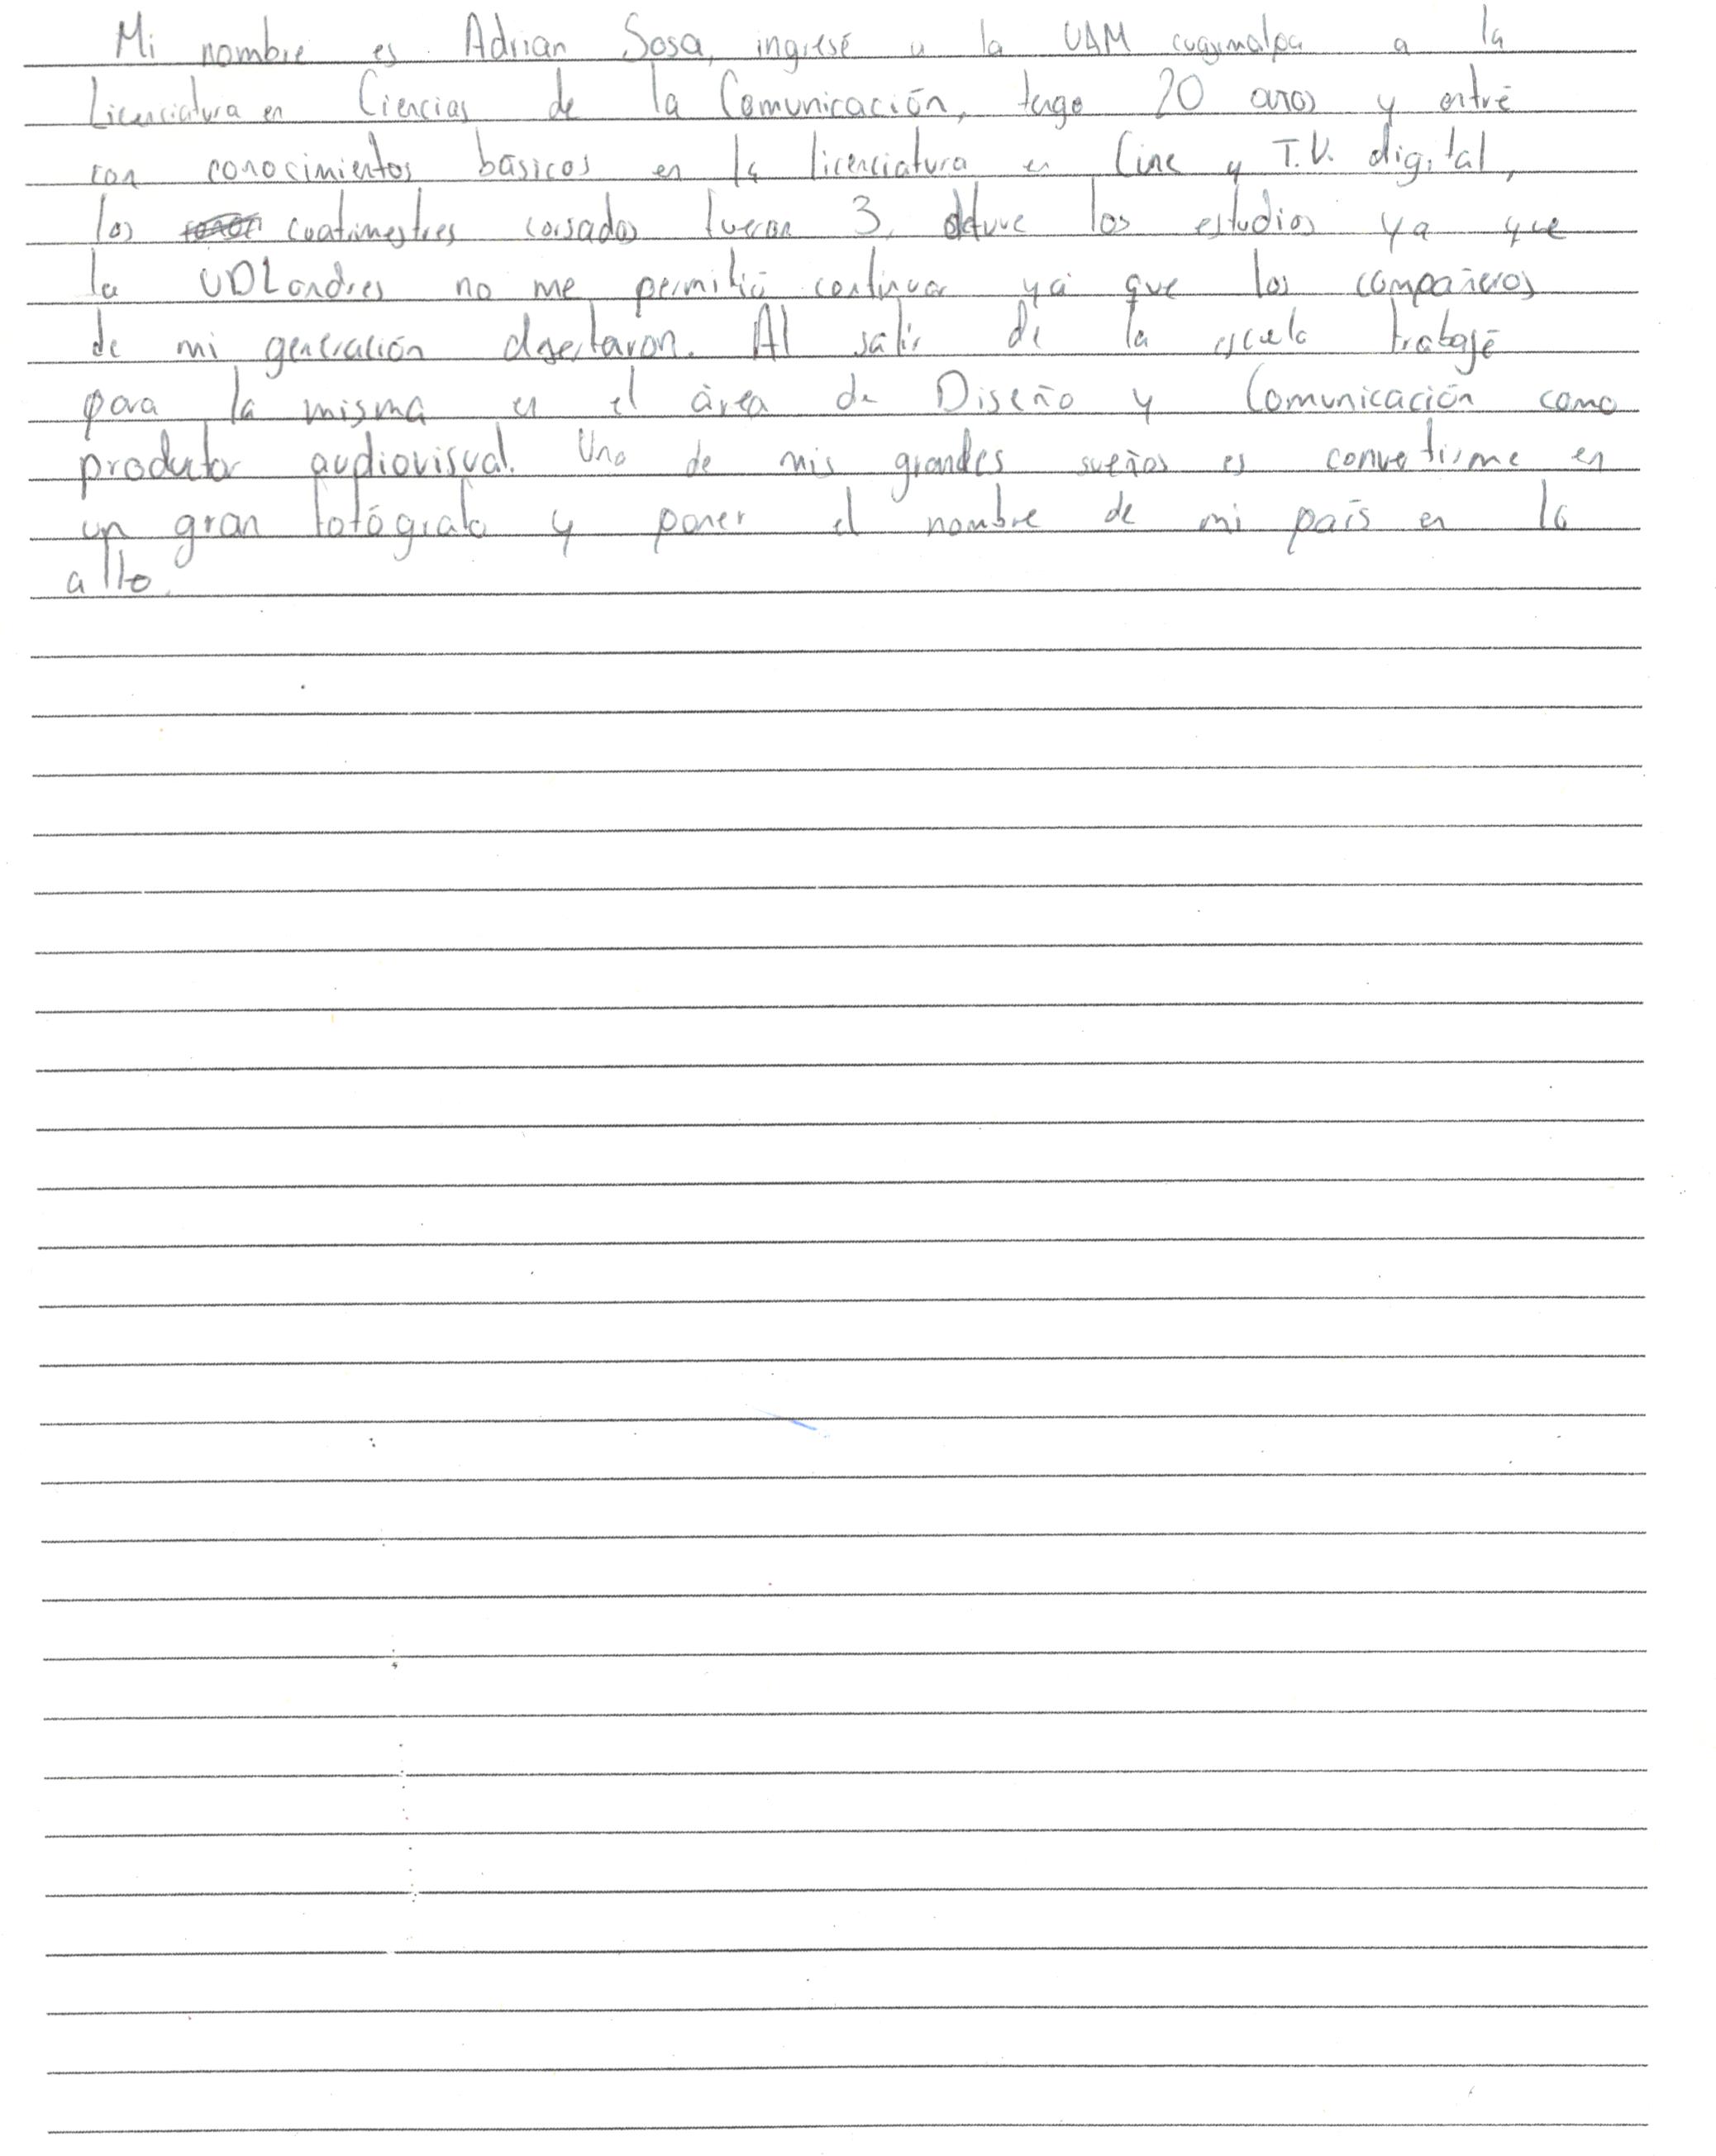 Mi nombre es Adrian Sosa, ingresé a la UAM cuajimalpa a la
Licenciatura en Ciencias de la Comunicación, tengo 20 años y entré
con conocimientos básicos en la licenciatura en Cine y T.V. digital,
los cuatrimestres cursados fueron 3, detuve los estudios ya que
la UDLondres no me permitió continuar ya que los compañeros
de mi generación desertaron. Al salir de la escuela trabajé
para la misma en el área de Diseño y Comunicación como
productor audiovisual. Uno de mis grandes sueños es convertirme en
un gran fotógrafo y poner el nombre de mi país en lo
alto.